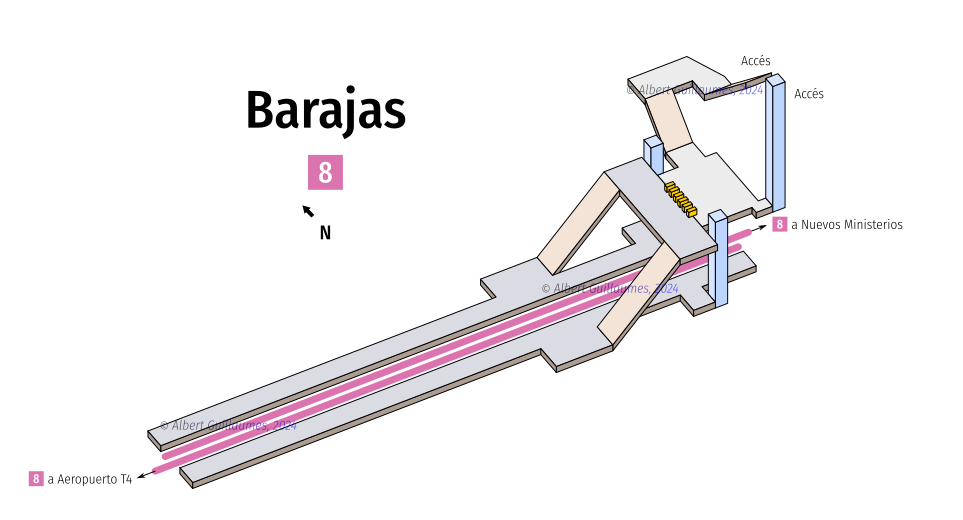 Accés
© Albert Guillaumes, 2024
Accés
Barajas
8
N
8 a Nuevos Ministerios
© Albert Guillaumes, 2024
© Albert Guillaumes, 2024
8 a Aeropuerto T4